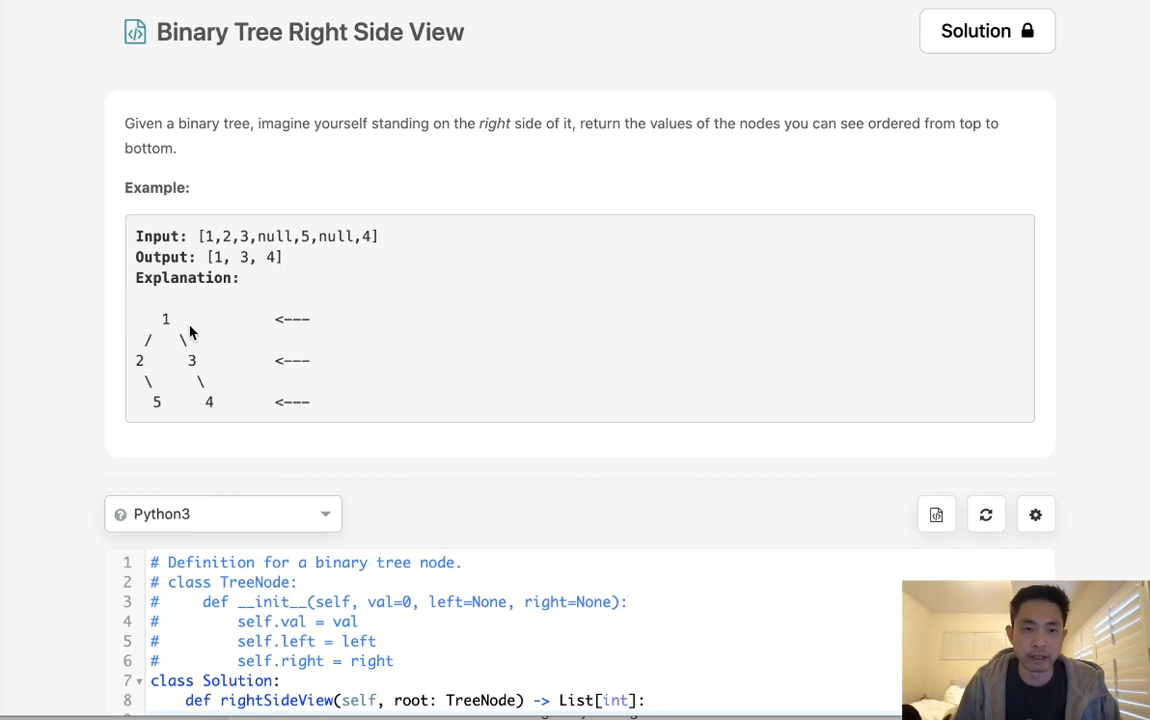 Binary Tree Right Side View
Solution
Given a binary tree, imagine yourself standing on the right side of it, return the values of the nodes you can see ordered from top to
bottom.
Example:
Input: [1,2,3,null,5,null,4]
Output: [1, 3, 4]
Explanation:
1 <---
/ \
2 3 <---
\ \
5 4 <---
Python3
1 # Definition for a binary tree node.
2 # class TreeNode:
3 # def __init__(self, val=0, left=None, right=None):
4 # self.val = val
5 # self.left = left
6 # self.right = right
7 class Solution:
8 def rightSideView(self, root: TreeNode) -> List[int]: